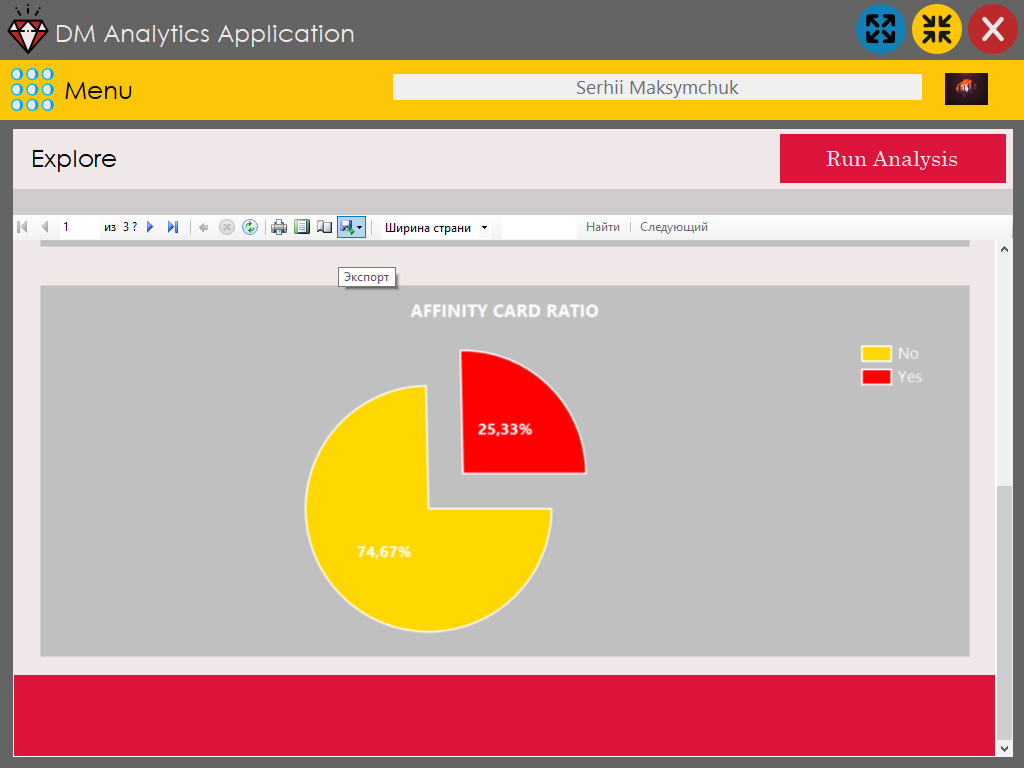 DM Analytics Application
Menu
Serhii Maksymchuk
Explore
Run Analysis
1 из 3 ? Ширина страни Найти Следующий
Экспорт
AFFINITY CARD RATIO
No
Yes
25,33%
74,67%